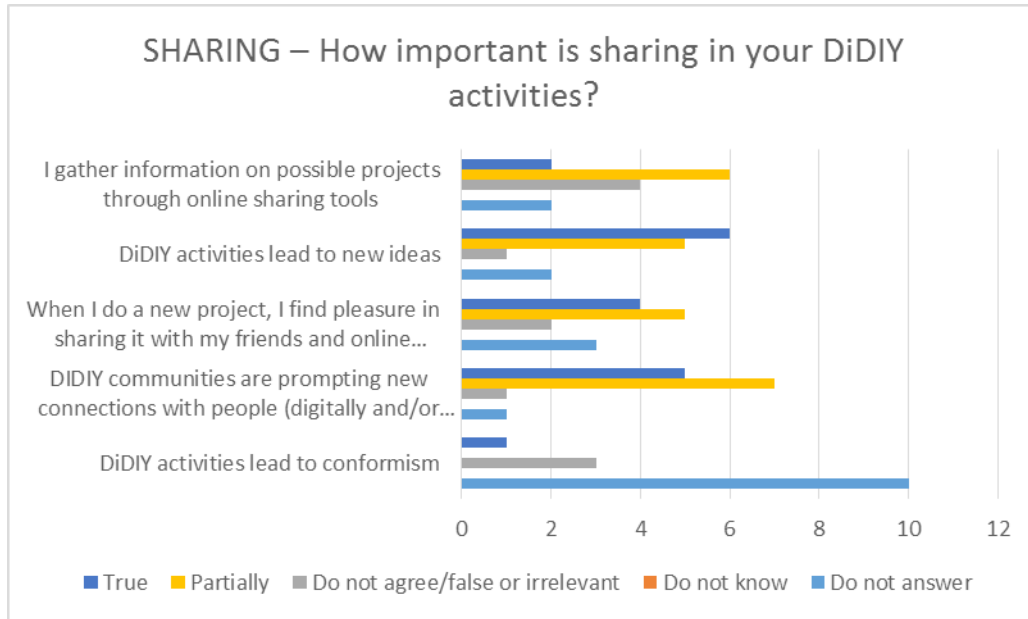 SHARING – How important is sharing in your DiDIY
activities?
I gather information on possible projects
through online sharing tools
DiDIY activities lead to new ideas
When I do a new project, I find pleasure in
sharing it with my friends and online...
DIDIY communities are prompting new
connections with people (digitally and/or...
DiDIY activities lead to conformism
0 2 4 6 8 10 12
True Partially Do not agree/false or irrelevant Do not know Do not answer